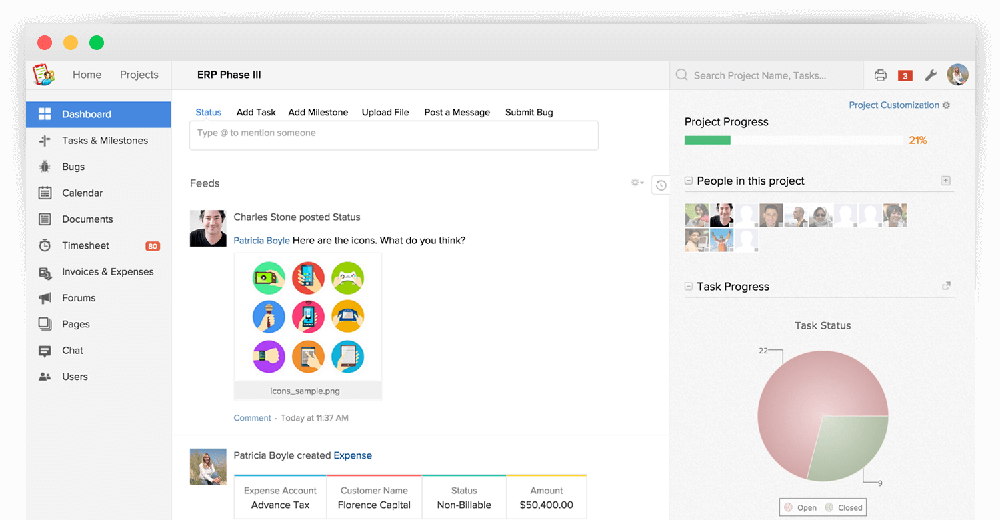 Home Projects ERP Phase III Search Project Name, Tasks... 3
Dashboard
Tasks & Milestones
Bugs
Calendar
Documents
Timesheet 80
Invoices & Expenses
Forums
Pages
Chat
Users
Status Add Task Add Milestone Upload File Post a Message Submit Bug
Type @ to mention someone
Feeds
Charles Stone posted Status
Patricia Boyle Here are the icons. What do you think?
icons_sample.png
Comment - Today at 11:37 AM
Patricia Boyle created Expense
Expense Account Customer Name Status Amount
Advance Tax Florence Capital Non-Billable $50,400.00
Project Customization
Project Progress
21%
People in this project
Task Progress
Task Status
22
9
Open Closed